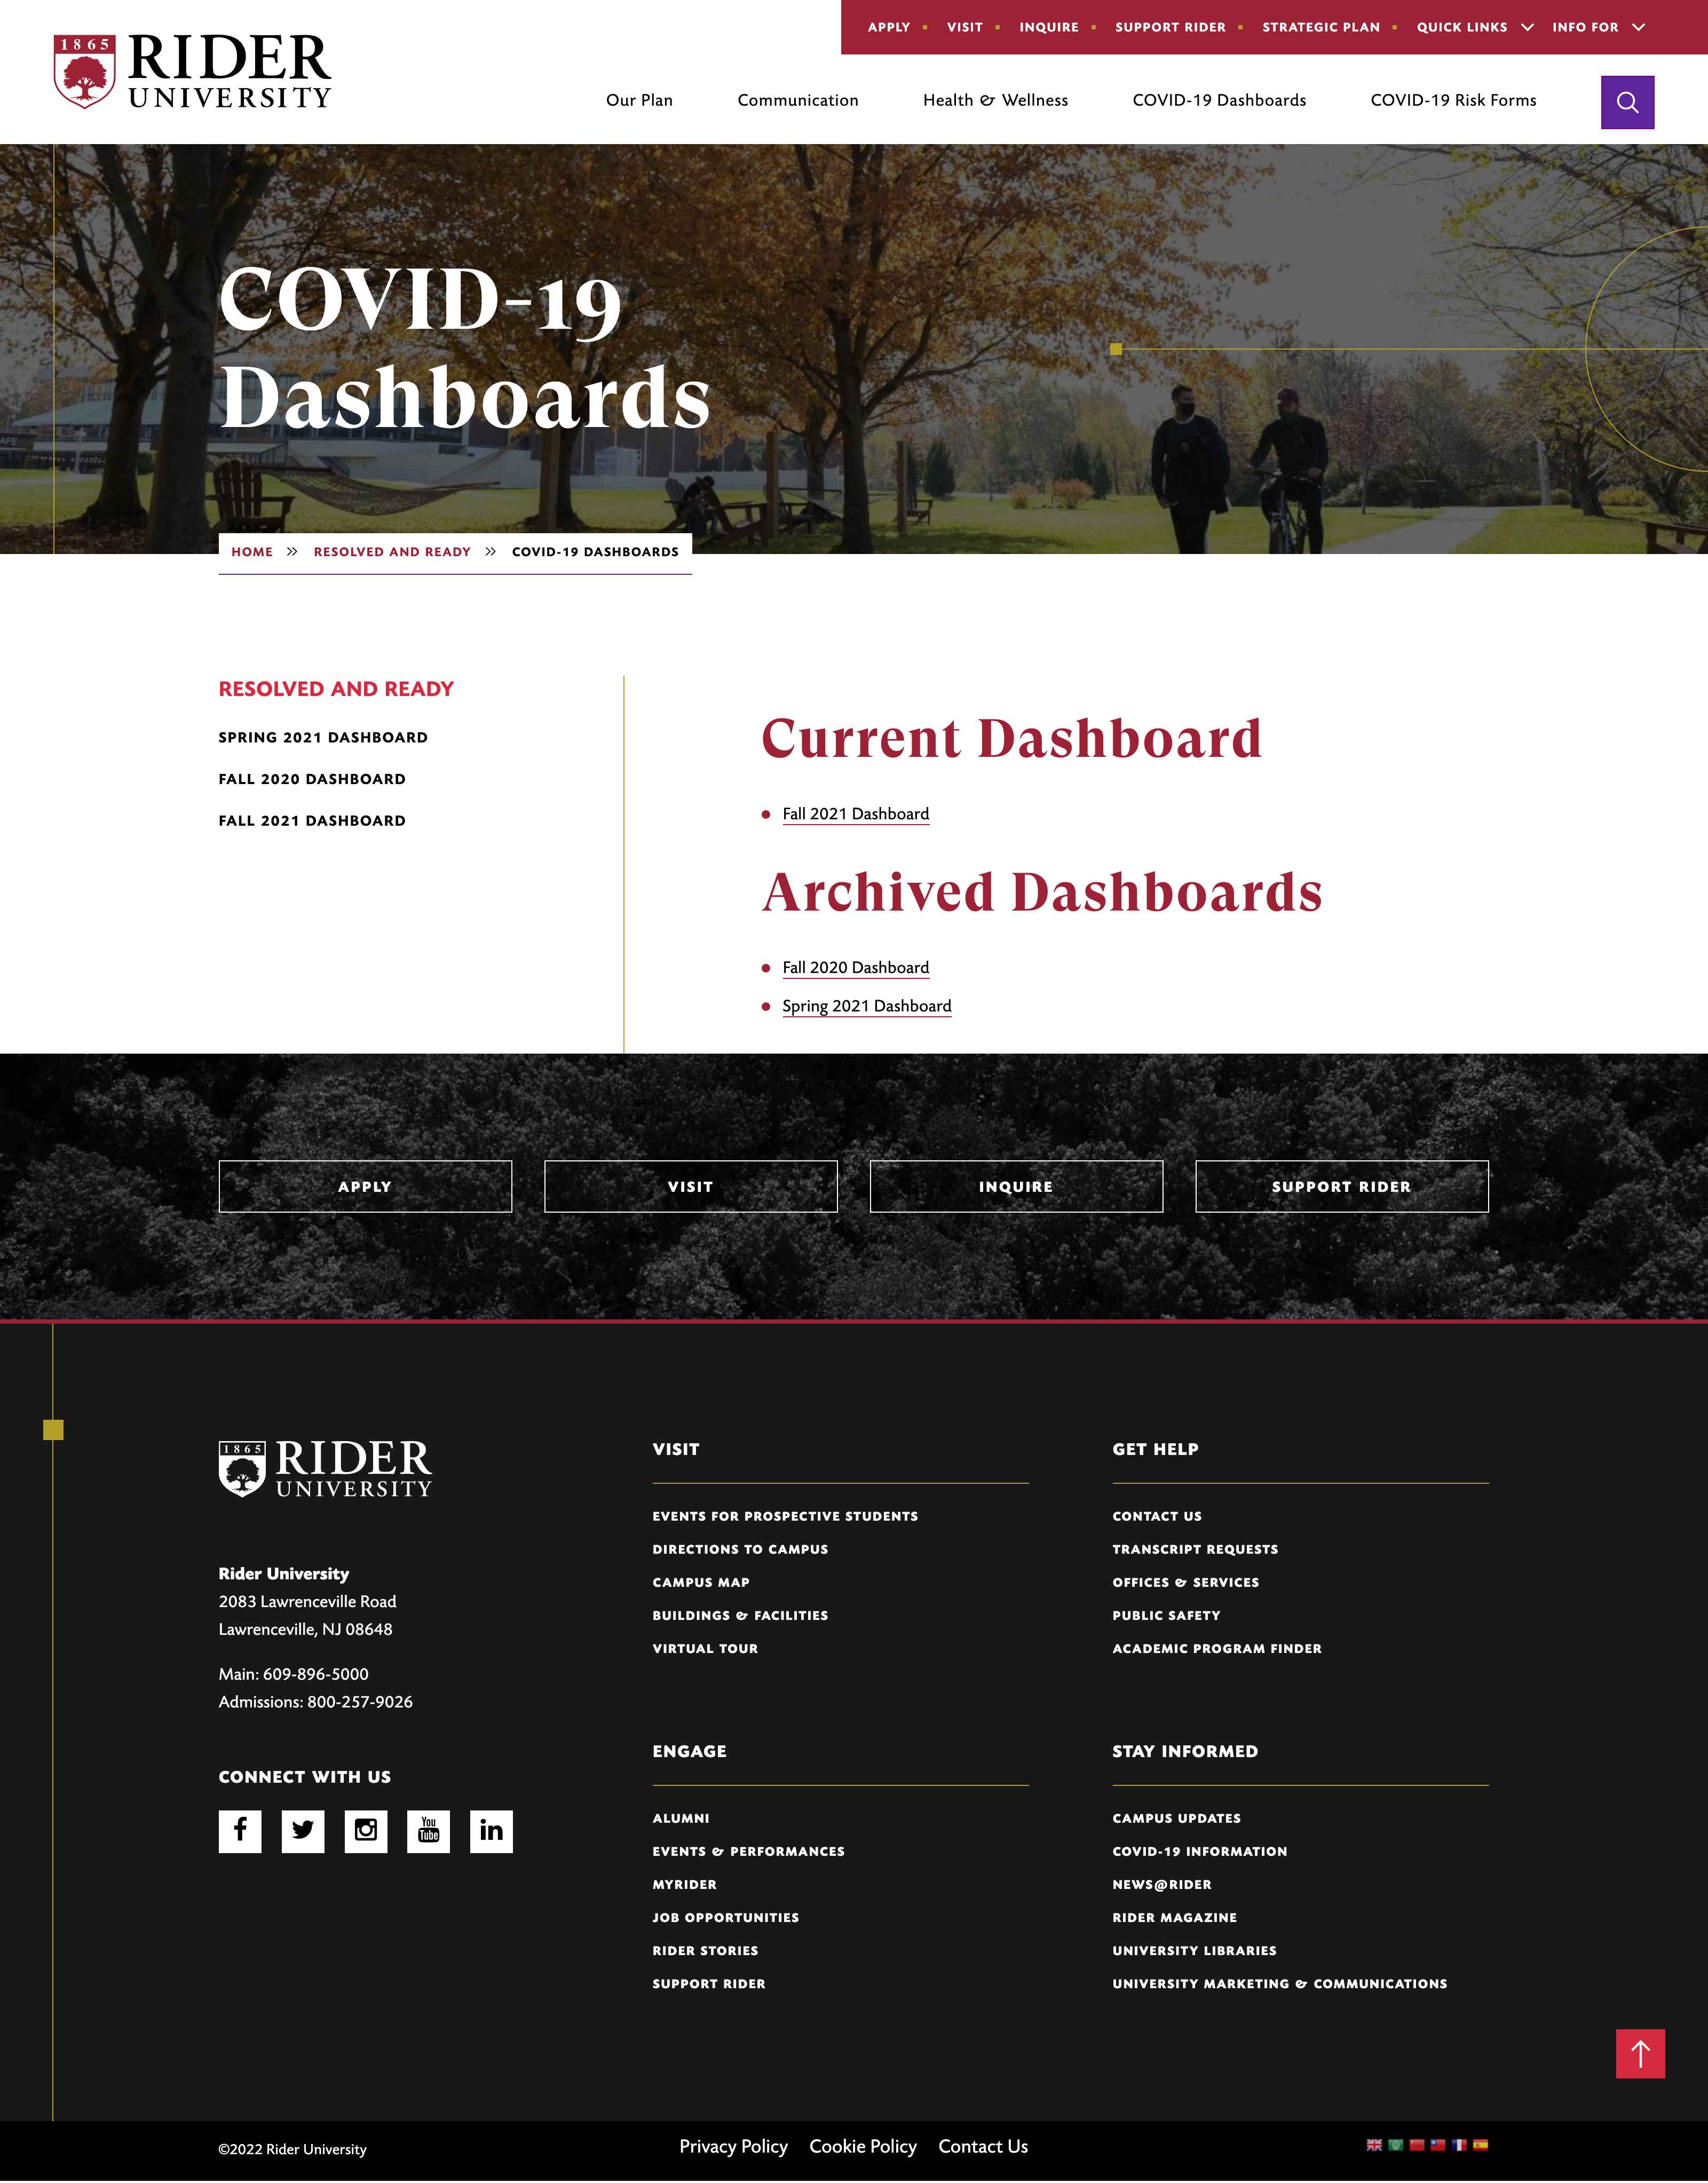 APPLY VISIT INQUIRE SUPPORT RIDER STRATEGIC PLAN QUICK LINKS INFO FOR
1865
RIDER
UNIVERSITY
Our Plan Communication Health & Wellness COVID-19 Dashboards COVID-19 Risk Forms
COVID-19
Dashboards
HOME >> RESOLVED AND READY >> COVID-19 DASHBOARDS
RESOLVED AND READY
SPRING 2021 DASHBOARD
FALL 2020 DASHBOARD
FALL 2021 DASHBOARD
Current Dashboard
Fall 2021 Dashboard
Archived Dashboards
Fall 2020 Dashboard
Spring 2021 Dashboard
APPLY VISIT INQUIRE SUPPORT RIDER
1865
RIDER
UNIVERSITY
Rider University
2083 Lawrenceville Road
Lawrenceville, NJ 08648
Main: 609-896-5000
Admissions: 800-257-9026
CONNECT WITH US
You
Tube
in
VISIT
EVENTS FOR PROSPECTIVE STUDENTS
DIRECTIONS TO CAMPUS
CAMPUS MAP
BUILDINGS & FACILITIES
VIRTUAL TOUR
GET HELP
CONTACT US
TRANSCRIPT REQUESTS
OFFICES & SERVICES
PUBLIC SAFETY
ACADEMIC PROGRAM FINDER
ENGAGE
ALUMNI
EVENTS & PERFORMANCES
MYRIDER
JOB OPPORTUNITIES
RIDER STORIES
SUPPORT RIDER
STAY INFORMED
CAMPUS UPDATES
COVID-19 INFORMATION
NEWS@RIDER
RIDER MAGAZINE
UNIVERSITY LIBRARIES
UNIVERSITY MARKETING & COMMUNICATIONS
©2022 Rider University
Privacy Policy Cookie Policy Contact Us